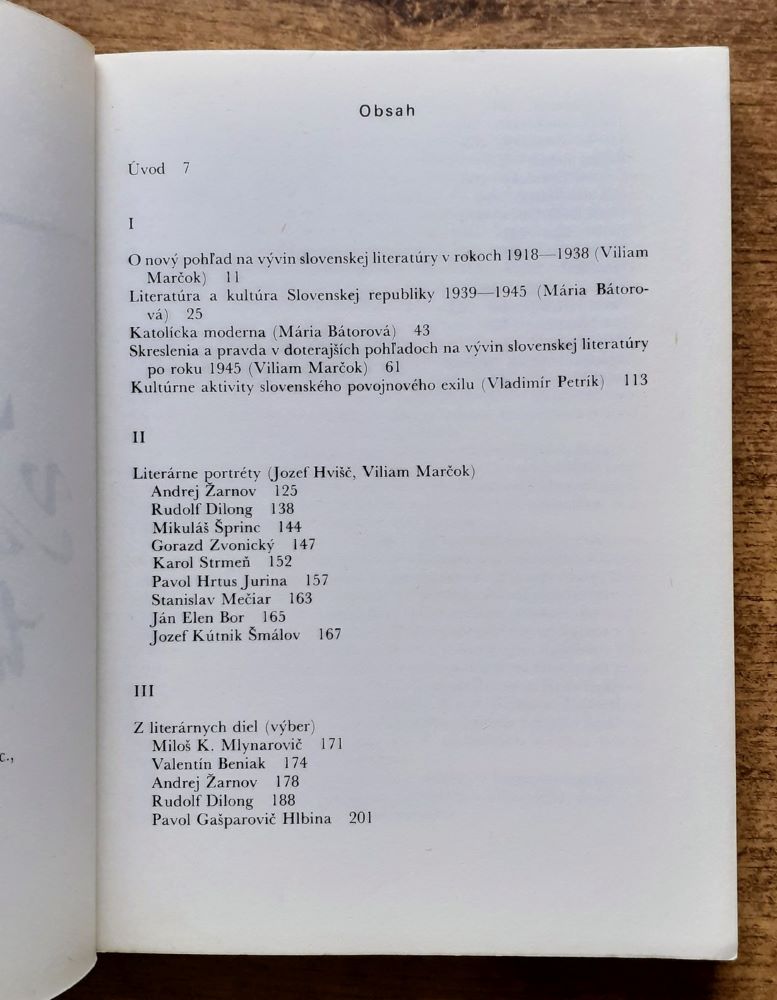 Obsah
Úvod 7
I
O nový pohľad na vývin slovenskej literatúry v rokoch 1918—1938 (Viliam
Marčok) 11
Literatúra a kultúra Slovenskej republiky 1939—1945 (Mária Bátoro-
vá) 25
Katolícka moderna (Mária Bátorová) 43
Skreslenia a pravda v doterajších pohľadoch na vývin slovenskej literatúry
po roku 1945 (Viliam Marčok) 61
Kultúrne aktivity slovenského povojnového exilu (Vladimír Petrík) 113
II
Literárne portréty (Jozef Hvišč, Viliam Marčok)
Andrej Žarnov 125
Rudolf Dilong 138
Mikuláš Šprinc 144
Gorazd Zvonický 147
Karol Strmeň 152
Pavol Hrtus Jurina 157
Stanislav Mečiar 163
Ján Elen Bor 165
Jozef Kútnik Šmálov 167
III
Z literárnych diel (výber)
Miloš K. Mlynarovič 171
Valentín Beniak 174
Andrej Žarnov 178
Rudolf Dilong 188
Pavol Gašparovič Hlbina 201
c.,